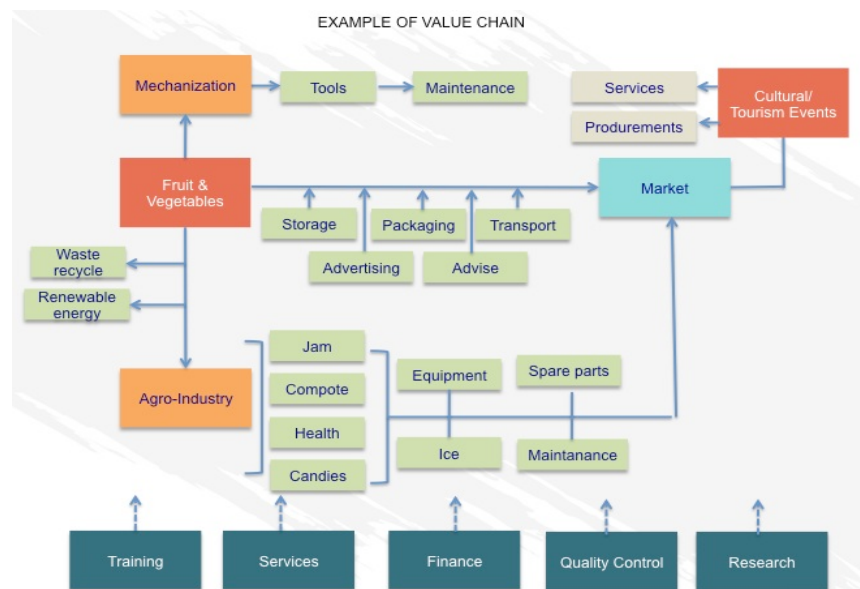 EXAMPLE OF VALUE CHAIN
Mechanization
Tools
Maintenance
Services
Produrements
Cultural/
Tourism Events
Fruit &
Vegetables
Market
Storage
Packaging
Transport
Advertising
Advise
Waste
recycle
Renewable
energy
Agro-Industry
Jam
Compote
Health
Candies
Equipment
Spare parts
Ice
Maintanance
Training
Services
Finance
Quality Control
Research